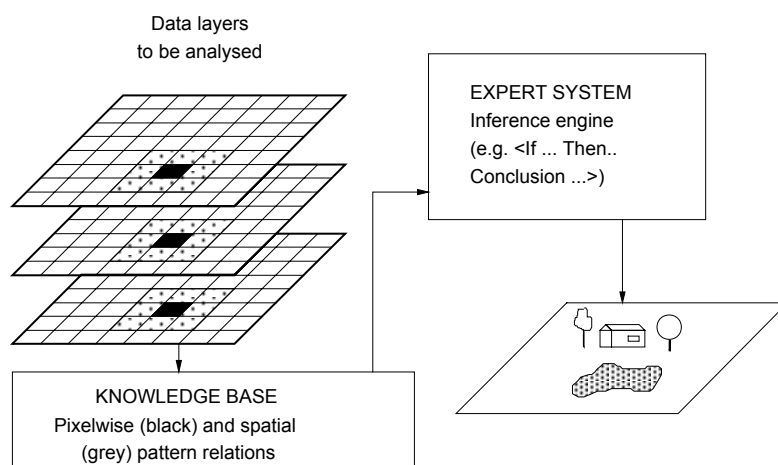 Data layers
to be analysed
EXPERT SYSTEM
Inference engine
(e.g. <If ... Then..
Conclusion ...>)
KNOWLEDGE BASE
Pixelwise (black) and spatial
(grey) pattern relations